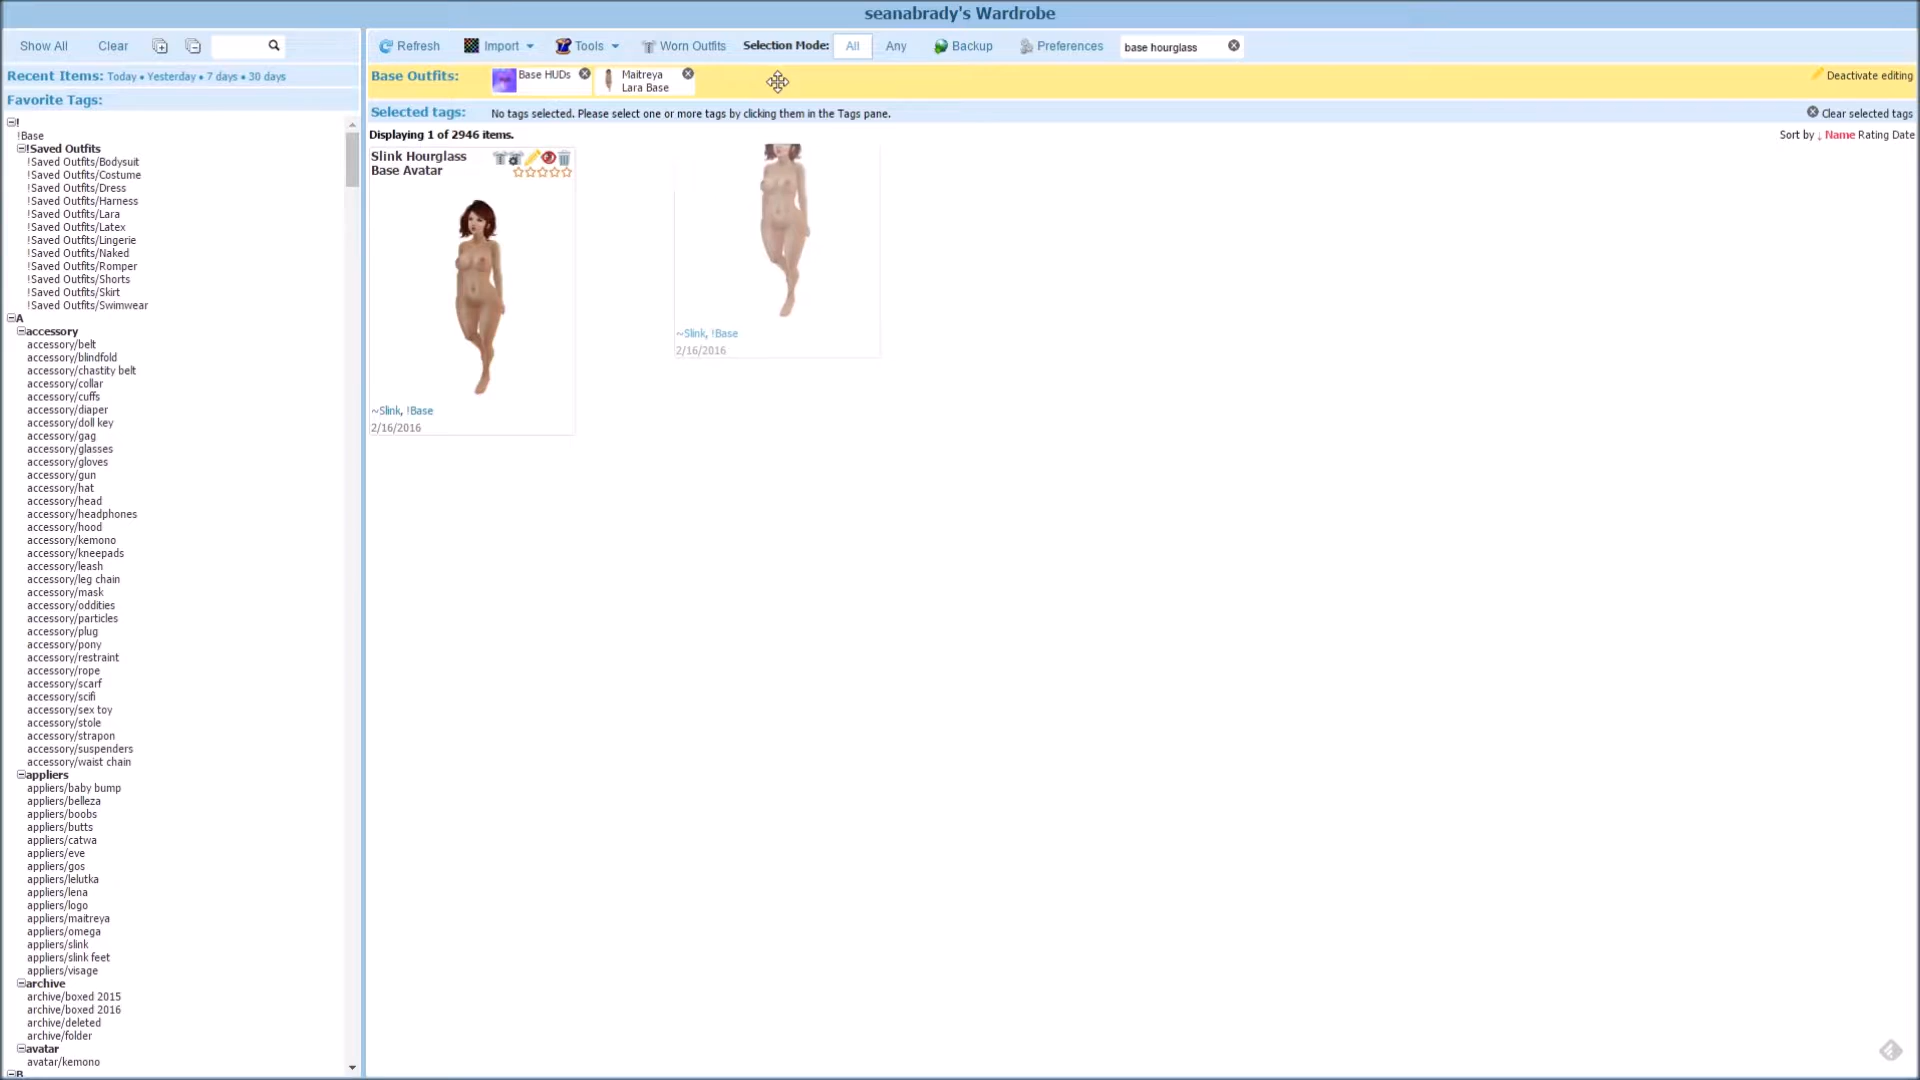 seanabrady's Wardrobe
Show All Clear
Refresh Import Tools Worn Outfits Selection Mode: All Any Backup Preferences base hourglass
Recent Items: Today • Yesterday • 7 days • 30 days
Favorite Tags:
!
!Base
!Saved Outfits
!Saved Outfits/Bodysuit
!Saved Outfits/Costume
!Saved Outfits/Dress
!Saved Outfits/Harness
!Saved Outfits/Lara
!Saved Outfits/Latex
!Saved Outfits/Lingerie
!Saved Outfits/Naked
!Saved Outfits/Romper
!Saved Outfits/Shorts
!Saved Outfits/Skirt
!Saved Outfits/Swimwear
A
accessory
accessory/belt
accessory/blindfold
accessory/chastity belt
accessory/collar
accessory/cuffs
accessory/diaper
accessory/doll key
accessory/gag
accessory/glasses
accessory/gloves
accessory/gun
accessory/hat
accessory/head
accessory/headphones
accessory/hood
accessory/kemono
accessory/kneepads
accessory/leash
accessory/leg chain
accessory/mask
accessory/oddities
accessory/particles
accessory/plug
accessory/pony
accessory/restraint
accessory/rope
accessory/scarf
accessory/scifi
accessory/sex toy
accessory/stole
accessory/strapon
accessory/suspenders
accessory/waist chain
appliers
appliers/baby bump
appliers/belleza
appliers/boobs
appliers/butts
appliers/catwa
appliers/eve
appliers/gos
appliers/lelutka
appliers/lena
appliers/logo
appliers/maitreya
appliers/omega
appliers/slink
appliers/slink feet
appliers/visage
archive
archive/boxed 2015
archive/boxed 2016
archive/deleted
archive/folder
avatar
avatar/kemono
B
Base Outfits: Base HUDs Maitreya
Lara Base
Deactivate editing
Selected tags: No tags selected. Please select one or more tags by clicking them in the Tags pane. Clear selected tags
Displaying 1 of 2946 items. Sort by ↓ Name Rating Date
Slink Hourglass
Base Avatar
~Slink, !Base
2/16/2016
~Slink, !Base
2/16/2016